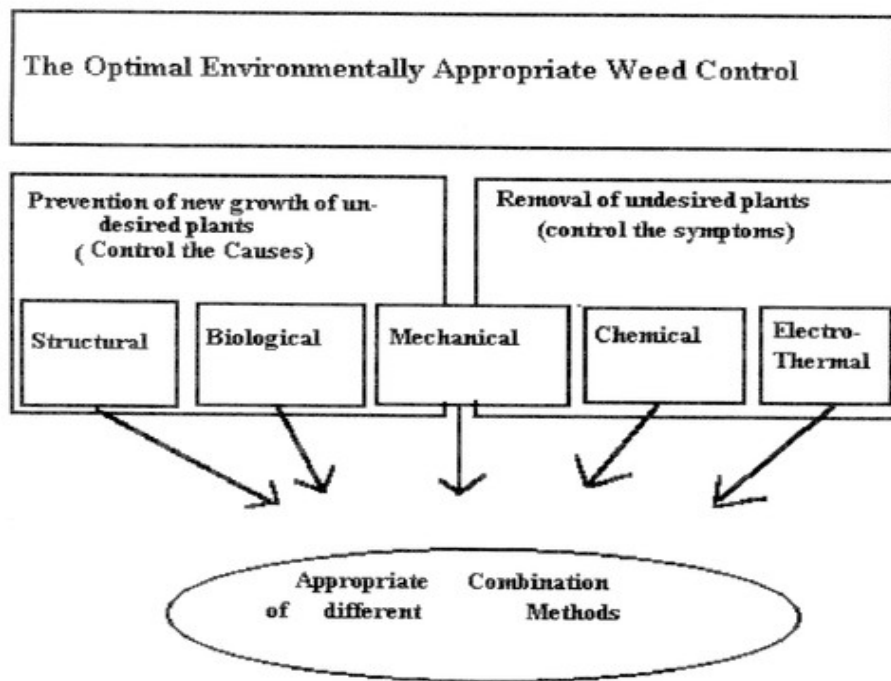 The Optimal Environmentally Appropriate Weed Control
Prevention of new growth of un-
desired plants
( Control the Causes)
Removal of undesired plants
(control the symptoms)
Structural
Biological
Mechanical
Chemical
Electro-
Thermal
Appropriate Combination
of different Methods